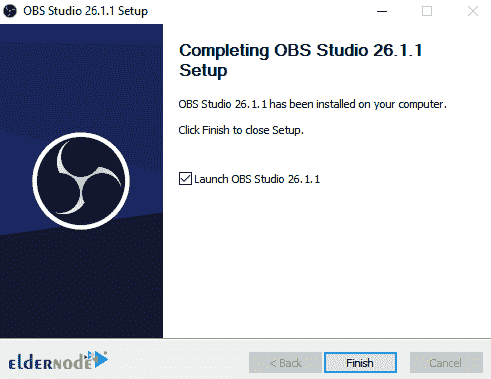 OBS Studio 26.1.1 Setup
Completing OBS Studio 26.1.1
Setup
OBS Studio 26.1.1 has been installed on your computer.
Click Finish to close Setup.
Launch OBS Studio 26.1.1
elderNode
< Back
Finish
Cancel